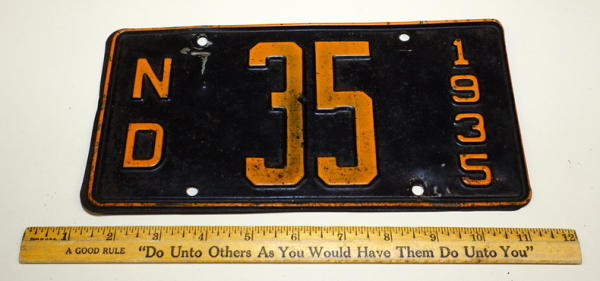 ND
35
1935
1 2 3 4 5 6 7 8 9 10 11 12
A GOOD RULE "Do Unto Others As You Would Have Them Do Unto You"